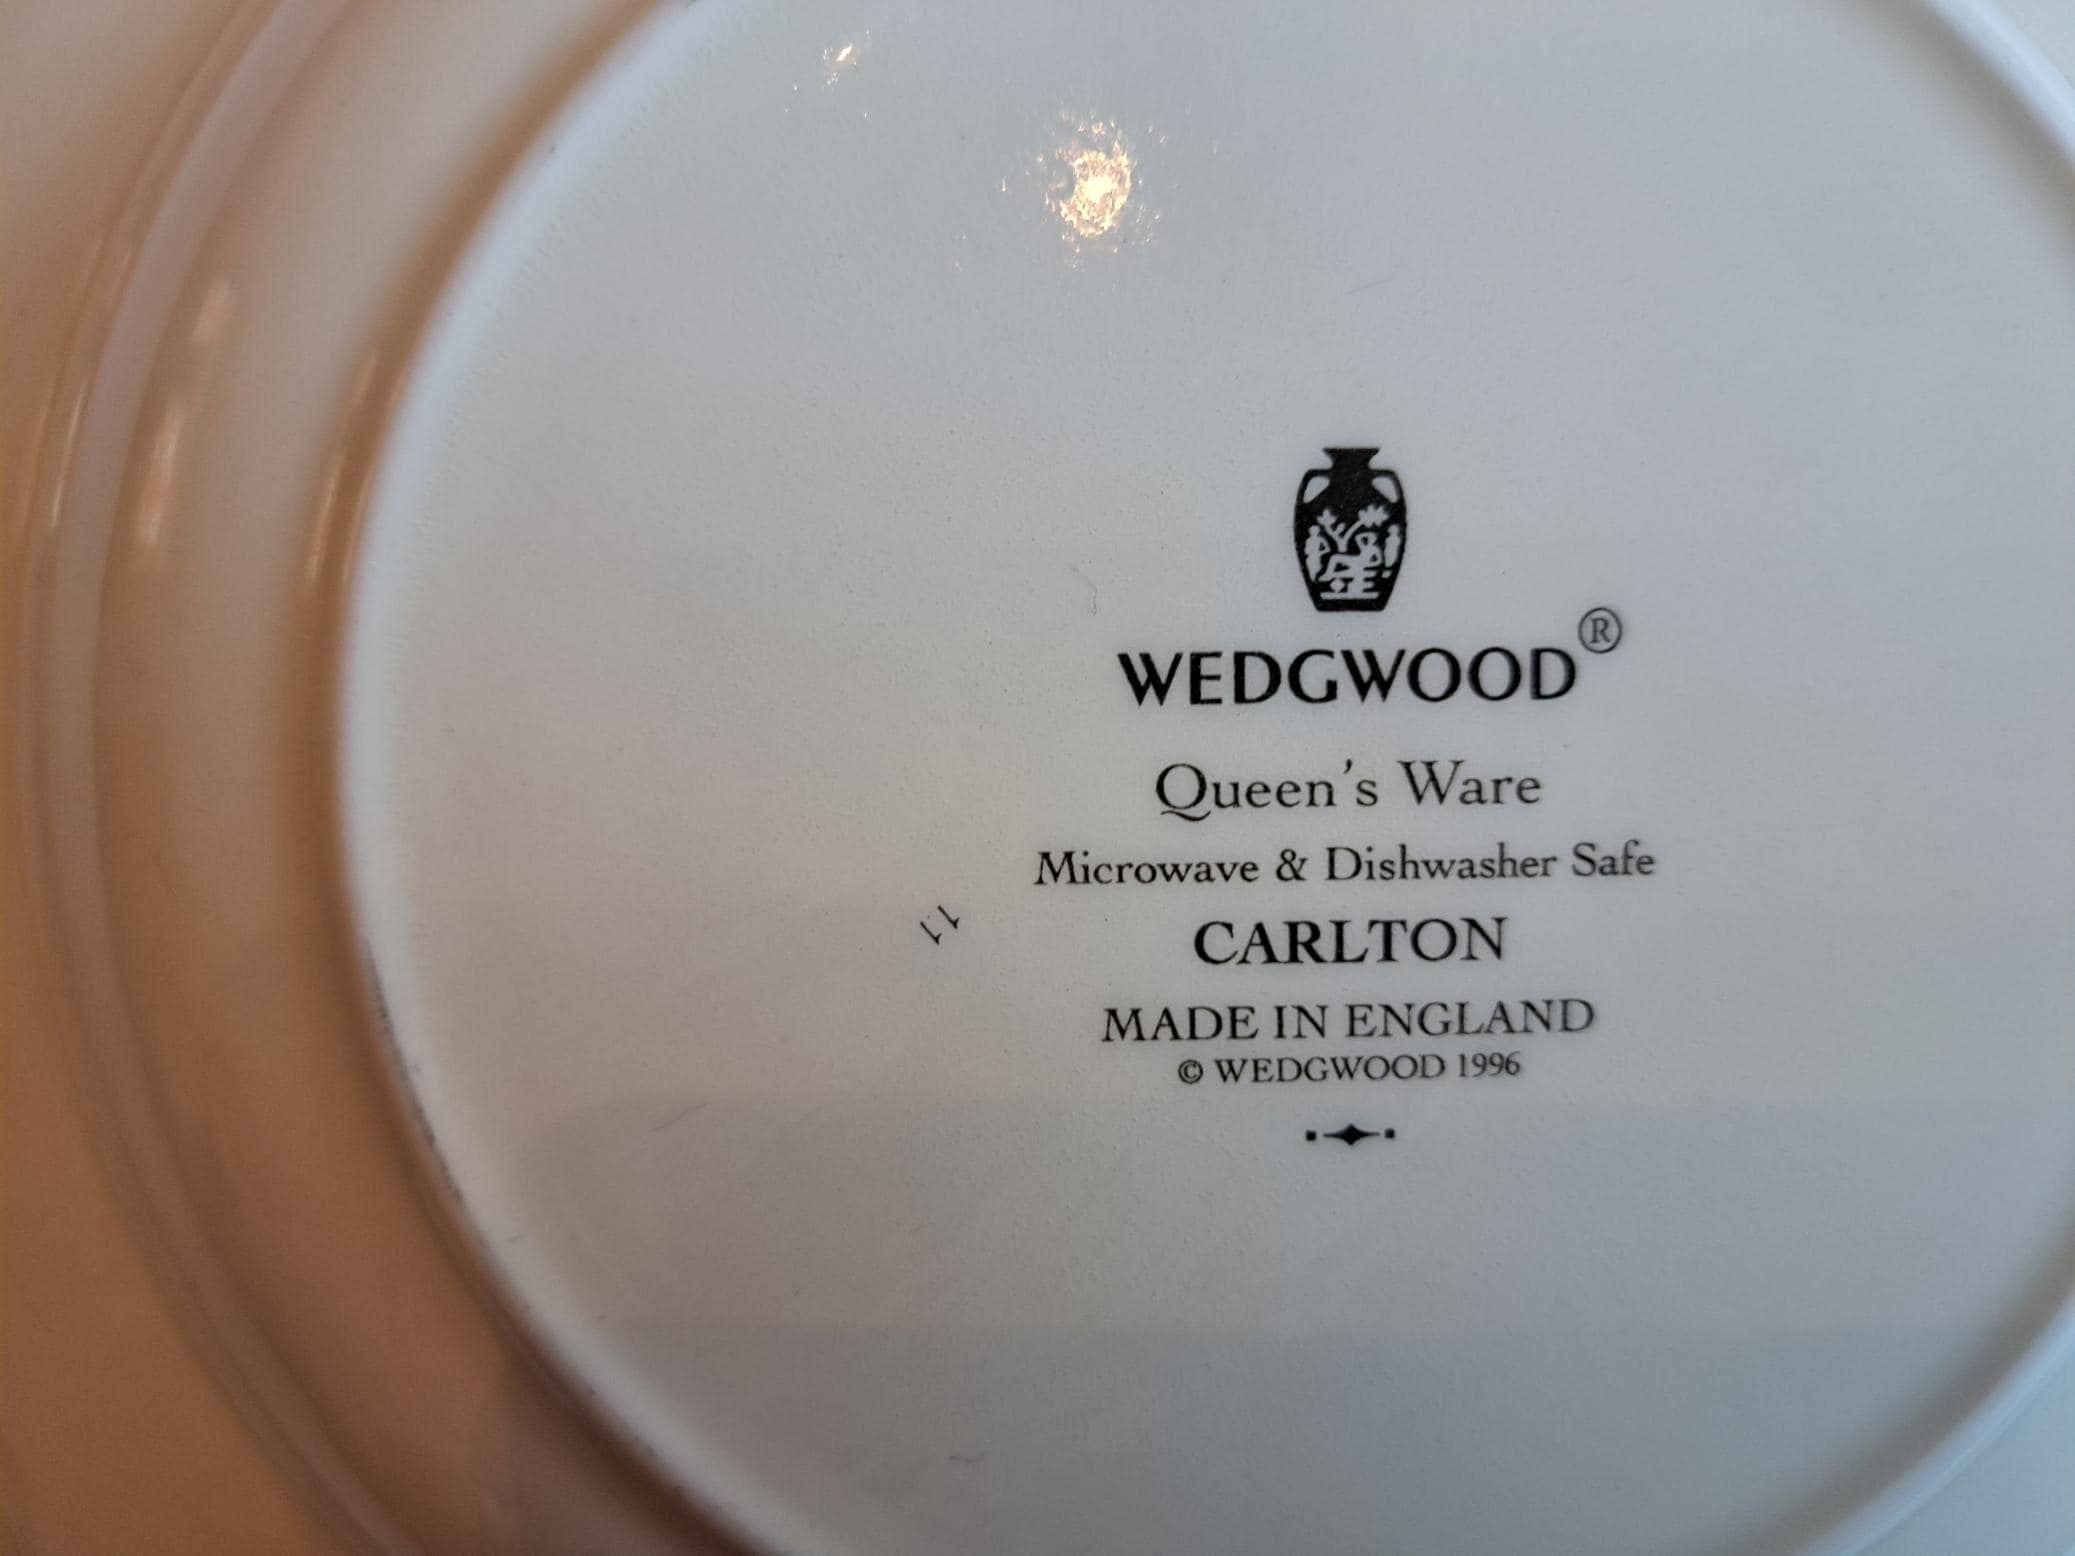 WEDGWOOD®
Queen's Ware
Microwave & Dishwasher Safe
11
CARLTON
MADE IN ENGLAND
© WEDGWOOD 1996